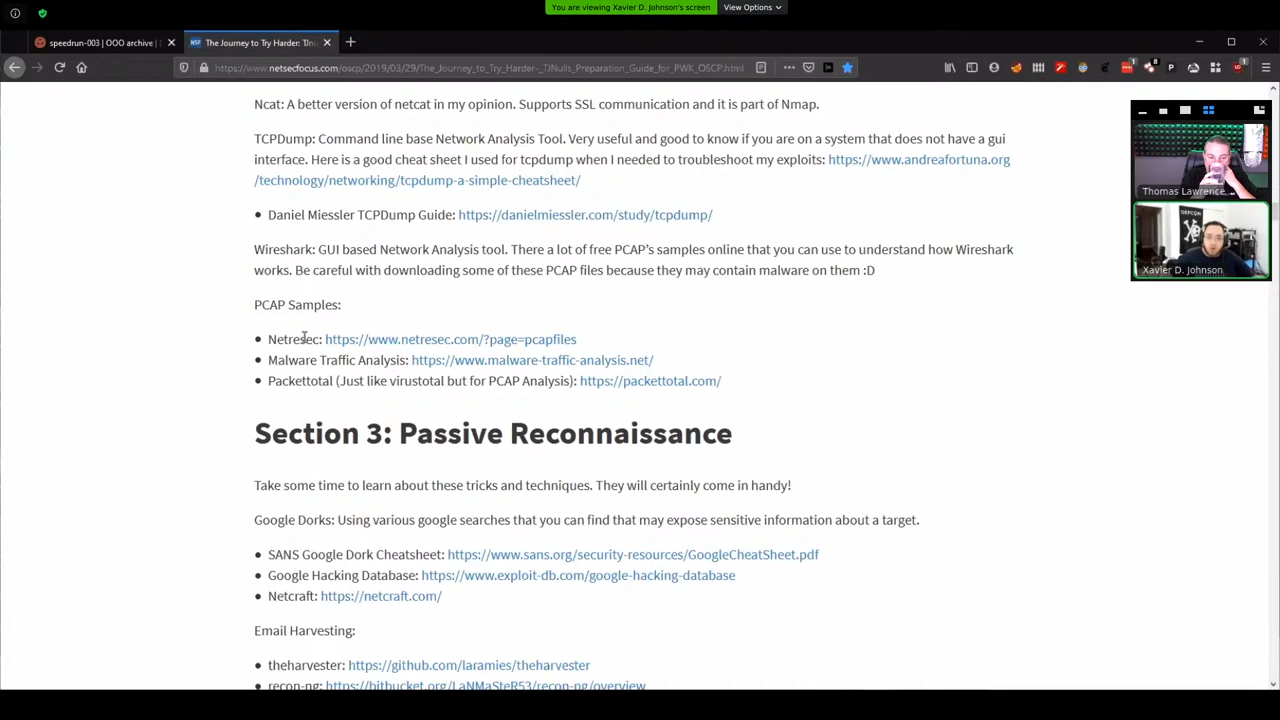 You are viewing Xavier D. Johnson's screen
View Options
speedrun-003 | OOO archive |
The Journey to Try Harder: TJnu
https://www.netsecfocus.com/oscp/2019/03/29/The_Journey_to_Try_Harder-_TJNulls_Preparation_Guide_for_PWK_OSCP.html
Ncat: A better version of netcat in my opinion. Supports SSL communication and it is part of Nmap.
TCPDump: Command line base Network Analysis Tool. Very useful and good to know if you are on a system that does not have a gui
interface. Here is a good cheat sheet I used for tcpdump when I needed to troubleshoot my exploits: https://www.andreafortuna.org
/technology/networking/tcpdump-a-simple-cheatsheet/
• Daniel Miessler TCPDump Guide: https://danielmiessler.com/study/tcpdump/
Wireshark: GUI based Network Analysis tool. There a lot of free PCAP's samples online that you can use to understand how Wireshark
works. Be careful with downloading some of these PCAP files because they may contain malware on them :D
PCAP Samples:
• Netresec: https://www.netresec.com/?page=pcapfiles
• Malware Traffic Analysis: https://www.malware-traffic-analysis.net/
• Packettotal (Just like virustotal but for PCAP Analysis): https://packettotal.com/
Section 3: Passive Reconnaissance
Take some time to learn about these tricks and techniques. They will certainly come in handy!
Google Dorks: Using various google searches that you can find that may expose sensitive information about a target.
• SANS Google Dork Cheatsheet: https://www.sans.org/security-resources/GoogleCheatSheet.pdf
• Google Hacking Database: https://www.exploit-db.com/google-hacking-database
• Netcraft: https://netcraft.com/
Email Harvesting:
• theharvester: https://github.com/laramies/theharvester
• recon-ng: https://bitbucket.org/LaNMaSteR53/recon-ng/overview
Thomas Lawrence...
DEFCON
Xavier D. Johnson